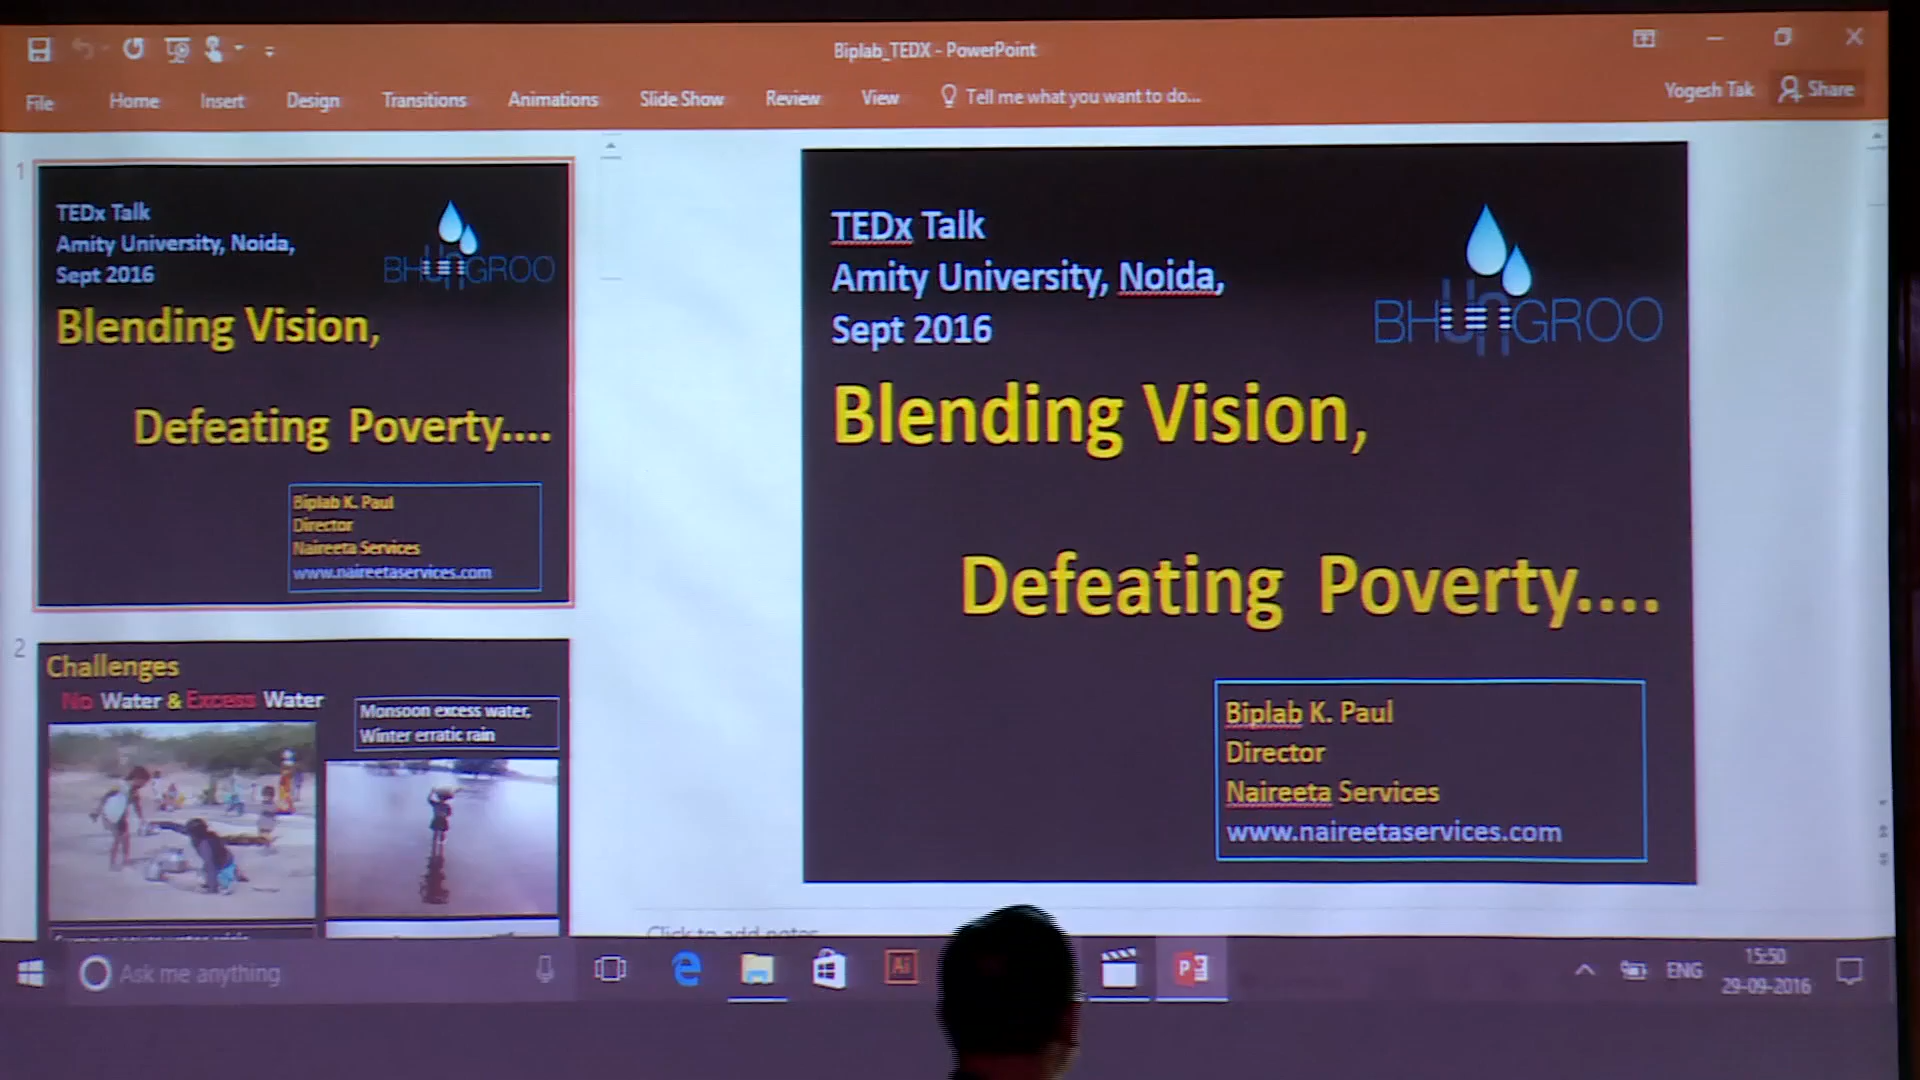 Biplab_TEDX - PowerPoint
File Home Insert Design Transitions Animations Slide Show Review View Tell me what you want to do... Yogesh Tak Share
1
TEDx Talk
Amity University, Noida,
Sept 2016
BHUNGROO
Blending Vision,
Defeating Poverty....
Biplab K. Paul
Director
Naireeta Services
www.naireetaservices.com
2
Challenges
No Water & Excess Water
Monsoon excess water,
Winter erratic rain
TEDx Talk
Amity University, Noida,
Sept 2016
BHUNGROO
Blending Vision,
Defeating Poverty....
Biplab K. Paul
Director
Naireeta Services
www.naireetaservices.com
Click to add notes
Ask me anything
Ai
P
ENG
15:50
29-09-2016